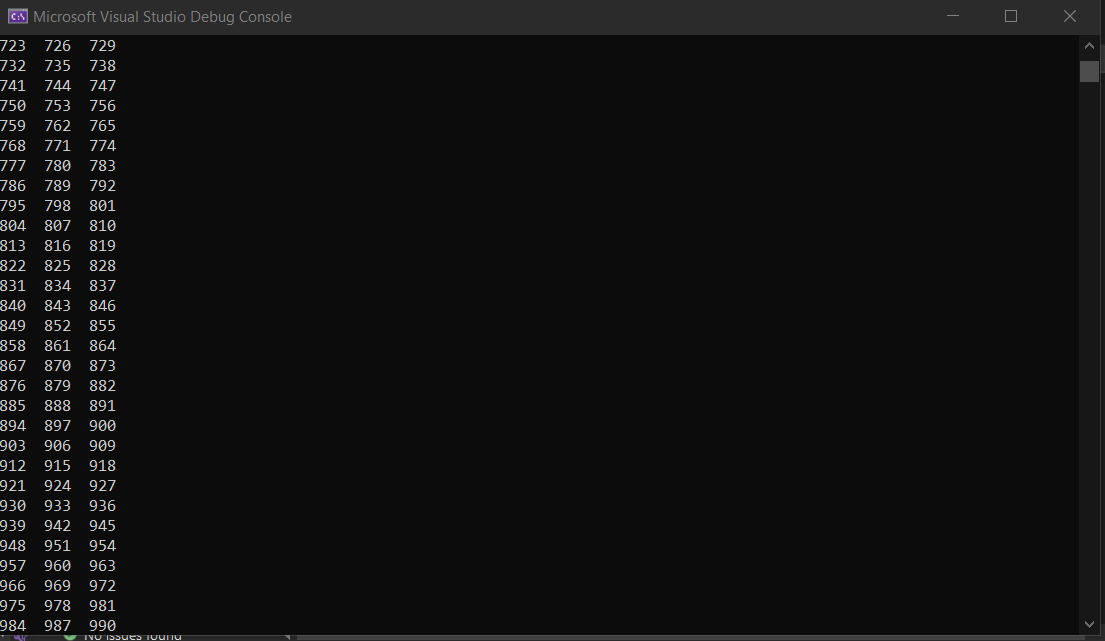 Microsoft Visual Studio Debug Console
723  726  729
732  735  738
741  744  747
750  753  756
759  762  765
768  771  774
777  780  783
786  789  792
795  798  801
804  807  810
813  816  819
822  825  828
831  834  837
840  843  846
849  852  855
858  861  864
867  870  873
876  879  882
885  888  891
894  897  900
903  906  909
912  915  918
921  924  927
930  933  936
939  942  945
948  951  954
957  960  963
966  969  972
975  978  981
984  987  990
No issues found